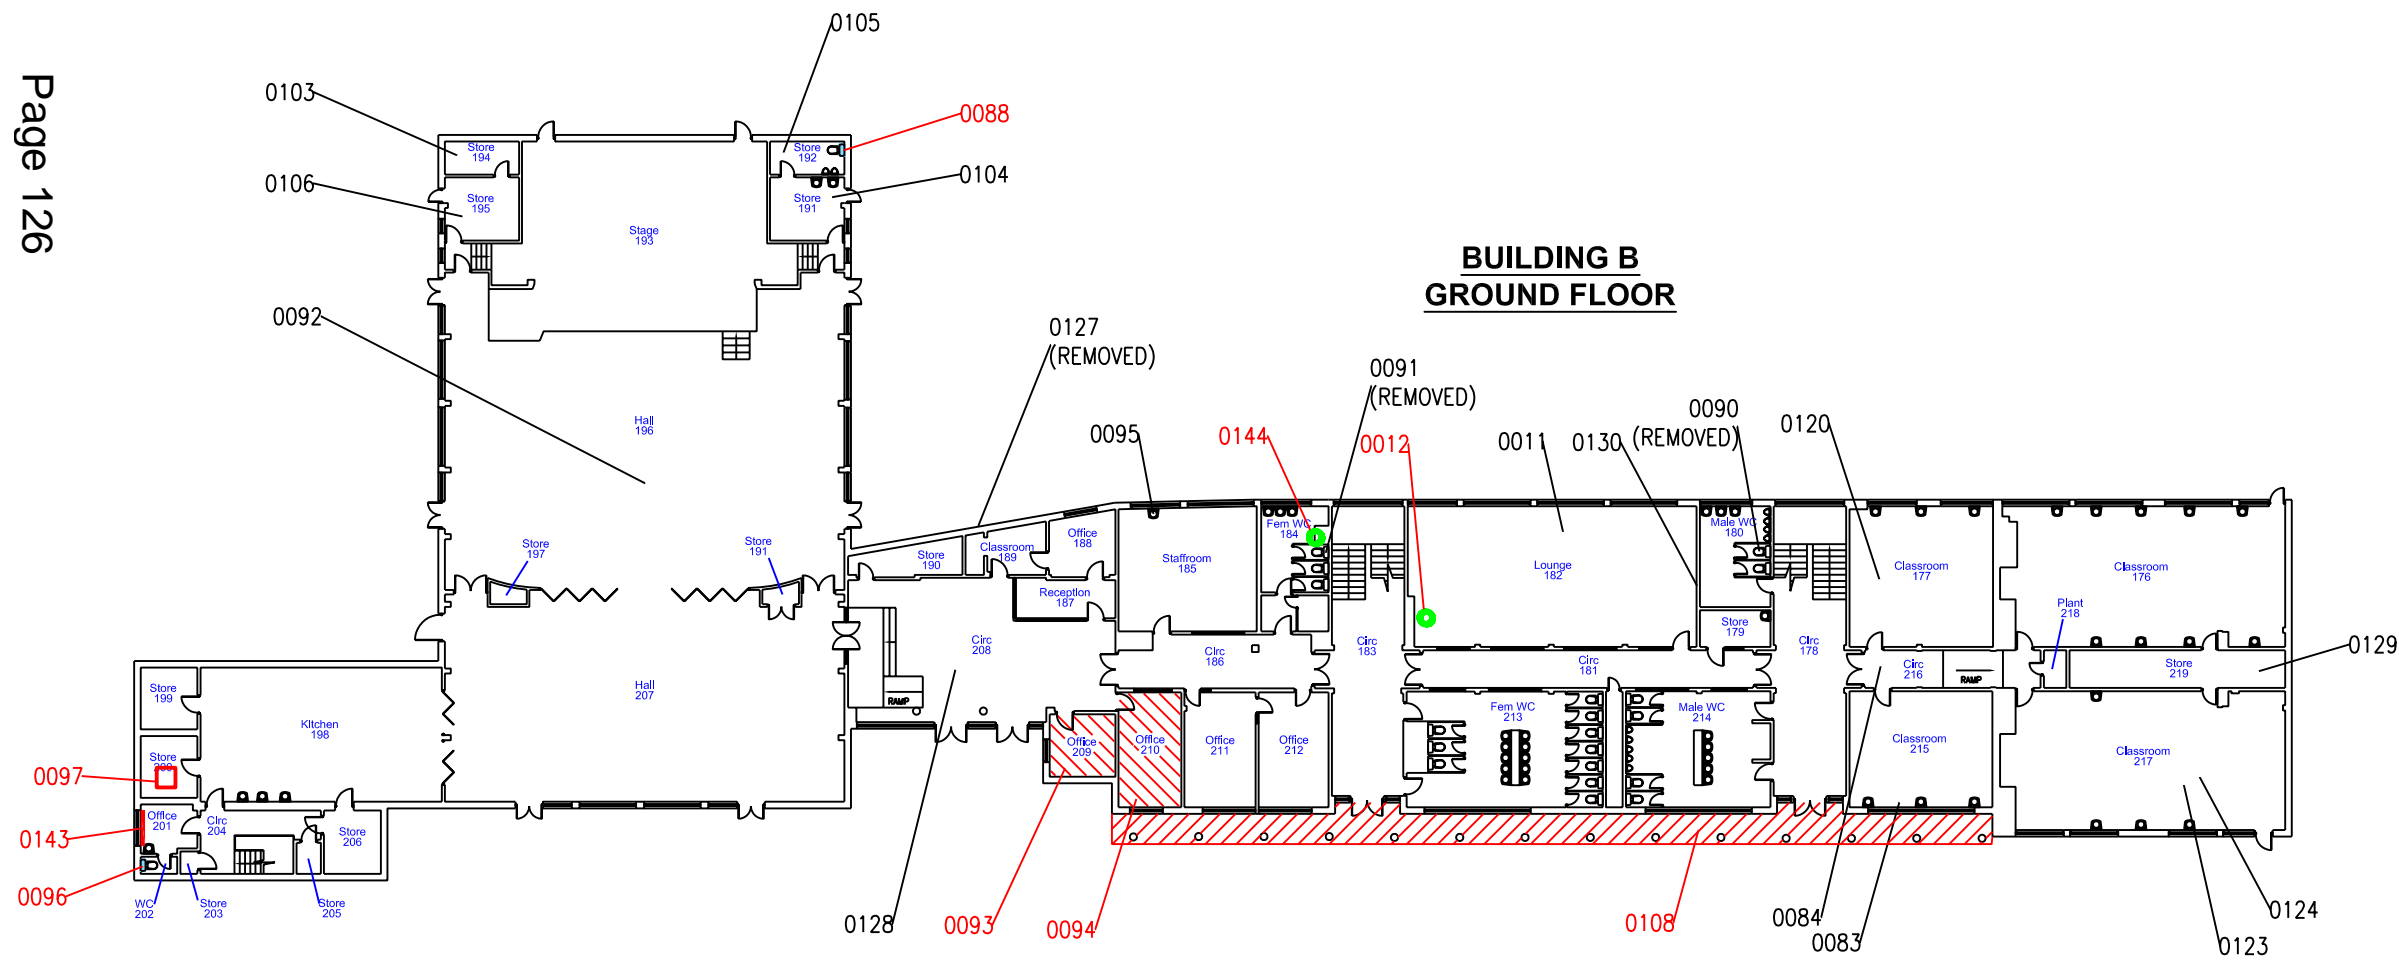 Page 126
BUILDING B
GROUND FLOOR
0105
0103
0088
0106
0104
0092
0127
(REMOVED)
0091
(REMOVED)
0095
0144
0012
0011
0130
0090
(REMOVED)
0120
0129
0097
0143
0096
0128
0093
0094
0108
0084
0083
0124
0123
Store
194
Store
192
Store
195
Store
191
Stage
193
Hall
196
Store
197
Store
191
Hall
207
Store
199
Kitchen
198
Store
200
Office
201
Circ
204
Store
206
WC
202
Store
203
Store
205
Store
190
Classroom
189
Office
188
Reception
187
Circ
208
RAMP
Staffroom
185
Fem WC
184
Circ
186
Circ
183
Lounge
182
Male WC
180
Store
179
Circ
181
Circ
178
Classroom
177
Classroom
176
Plant
218
Circ
216
RAMP
Store
219
Office
209
Office
210
Office
211
Office
212
Fem WC
213
Male WC
214
Classroom
215
Classroom
217